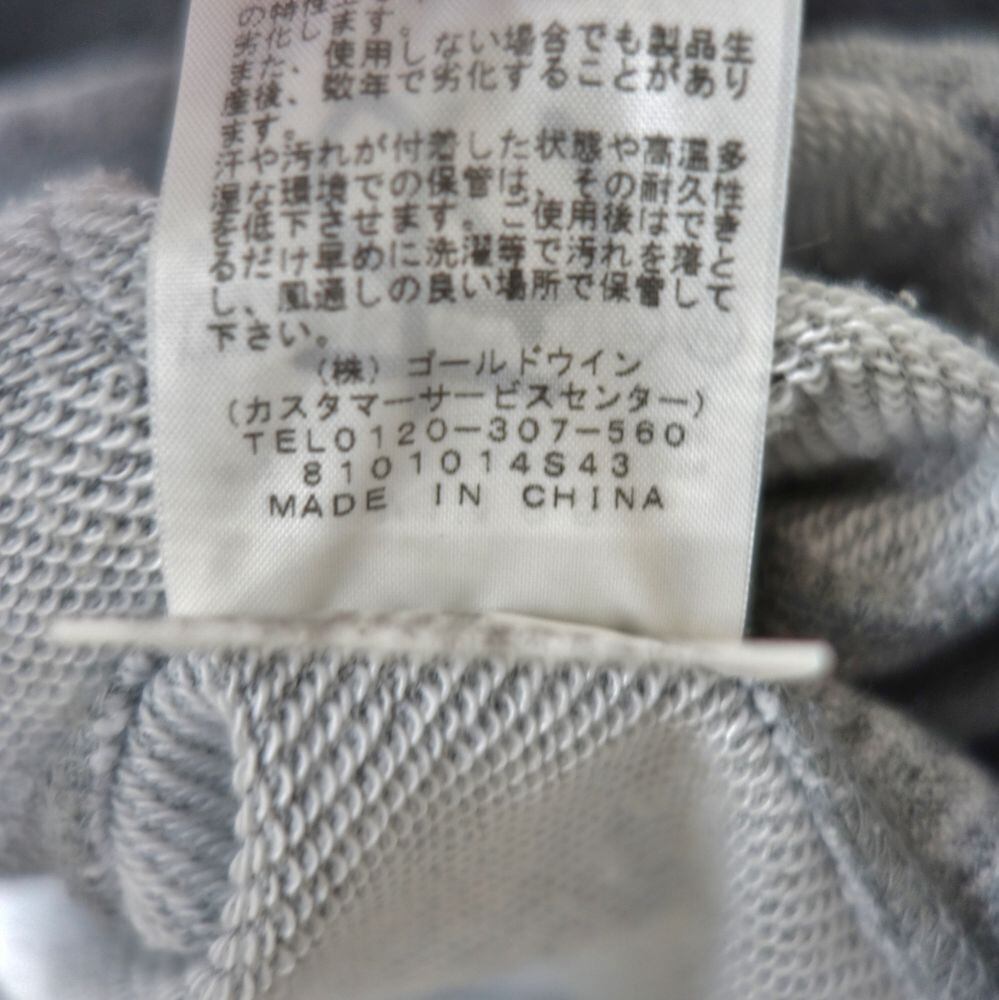 の特性上
劣化します。
また、使用しない場合でも製品生
産後、数年で劣化することがあり
ます。
汗や汚れが付着した状態や高温多
湿な環境での保管は、その耐久性
を低下させます。ご使用後はできる
るだけ早めに洗濯等で汚れを落と
し、風通しの良い場所で保管して
下さい。
(株)ゴールドウイン
(カスタマーサービスセンター)
TEL0120-307-560
8101014S43
MADE IN CHINA